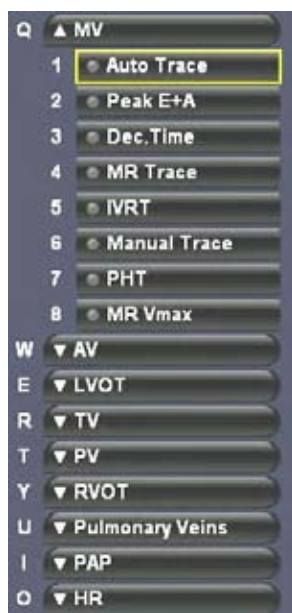 Q ▲ MV
1 Auto Trace
2 Peak E+A
3 Dec.Time
4 MR Trace
5 IVRT
6 Manual Trace
7 PHT
8 MR Vmax
W ▼ AV
E ▼ LVOT
R ▼ TV
T ▼ PV
Y ▼ RVOT
U ▼ Pulmonary Veins
I ▼ PAP
O ▼ HR